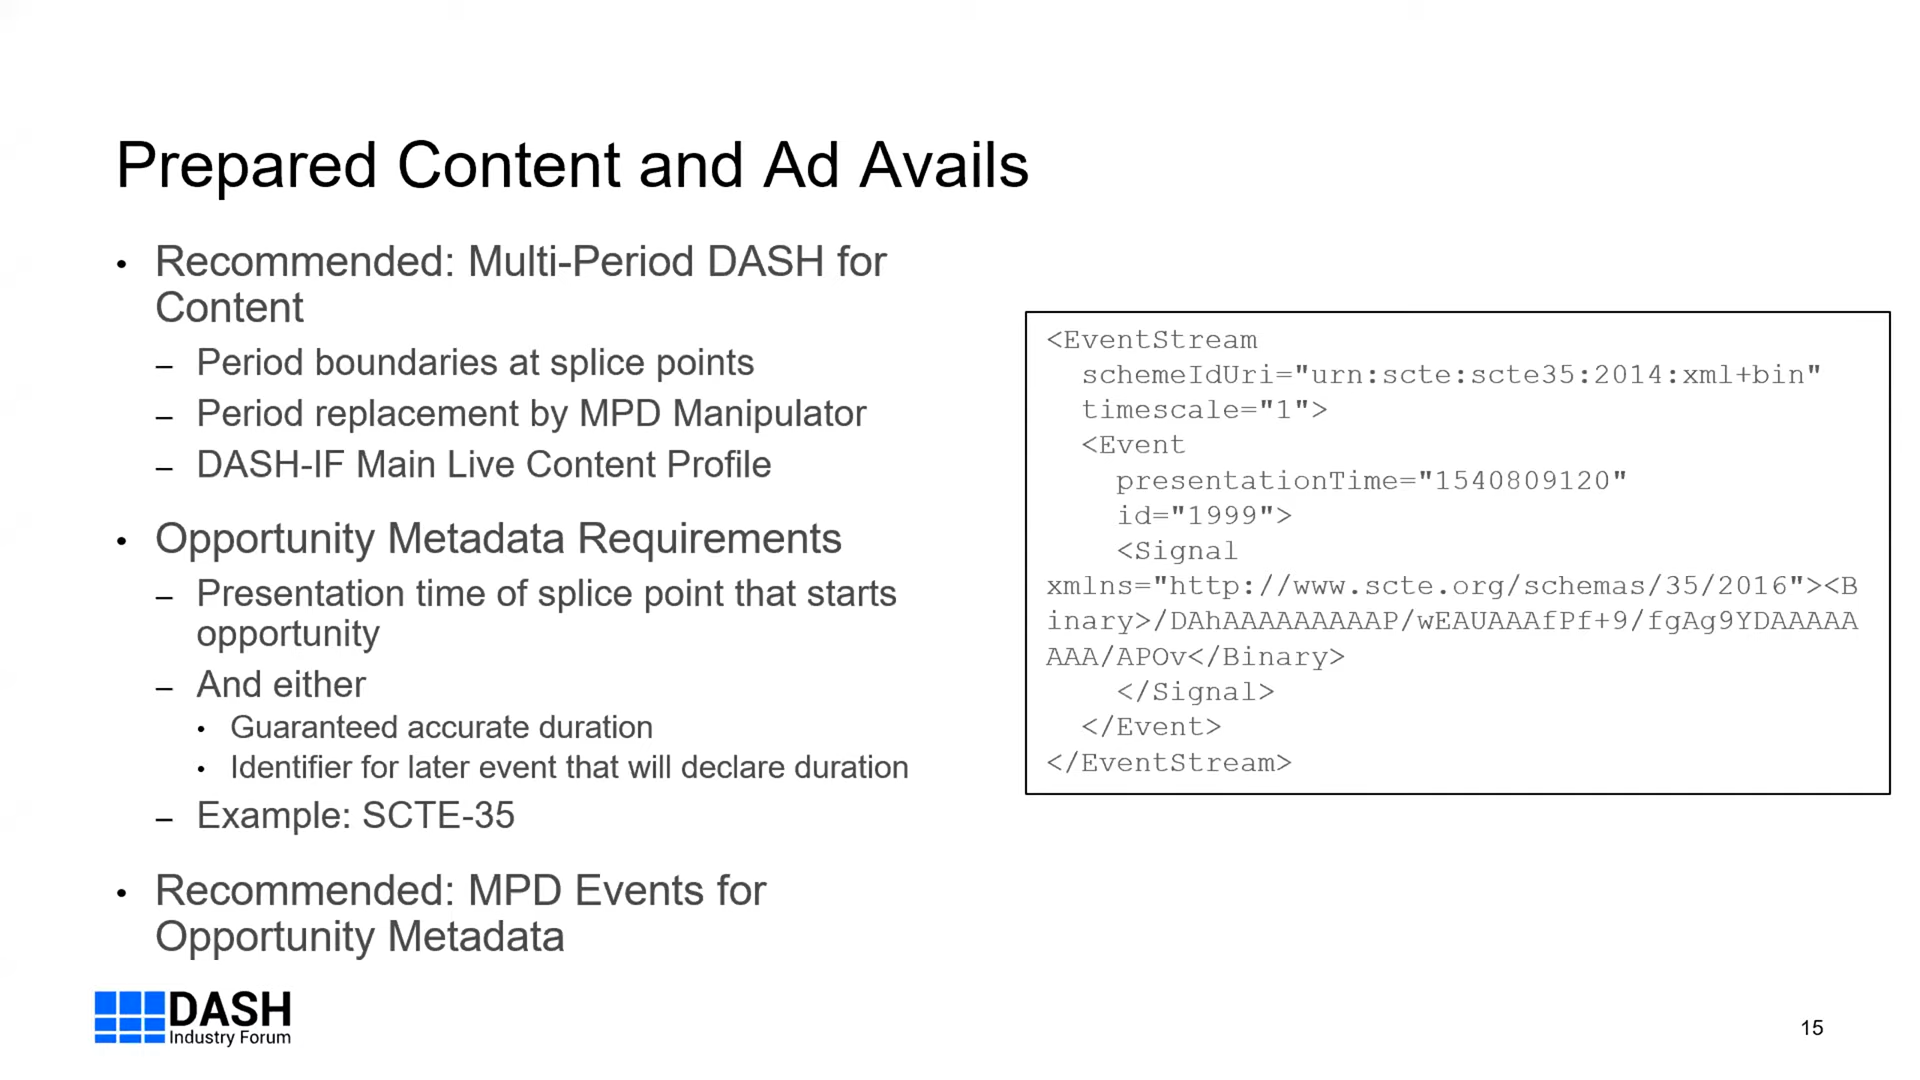 Prepared Content and Ad Avails
• Recommended: Multi-Period DASH for
Content
– Period boundaries at splice points
– Period replacement by MPD Manipulator
– DASH-IF Main Live Content Profile
• Opportunity Metadata Requirements
– Presentation time of splice point that starts
opportunity
– And either
• Guaranteed accurate duration
• Identifier for later event that will declare duration
– Example: SCTE-35
• Recommended: MPD Events for
Opportunity Metadata
<EventStream
schemeIdUri="urn:scte:scte35:2014:xml+bin"
timescale="1">
<Event
presentationTime="1540809120"
id="1999">
<Signal
xmlns="http://www.scte.org/schemas/35/2016"><B
inary>/DAhAAAAAAAAAP/wEAUAAAfPf+9/fgAg9YDAAAAA
AAA/APOv</Binary>
</Signal>
</Event>
</EventStream>
DASH
Industry Forum
15